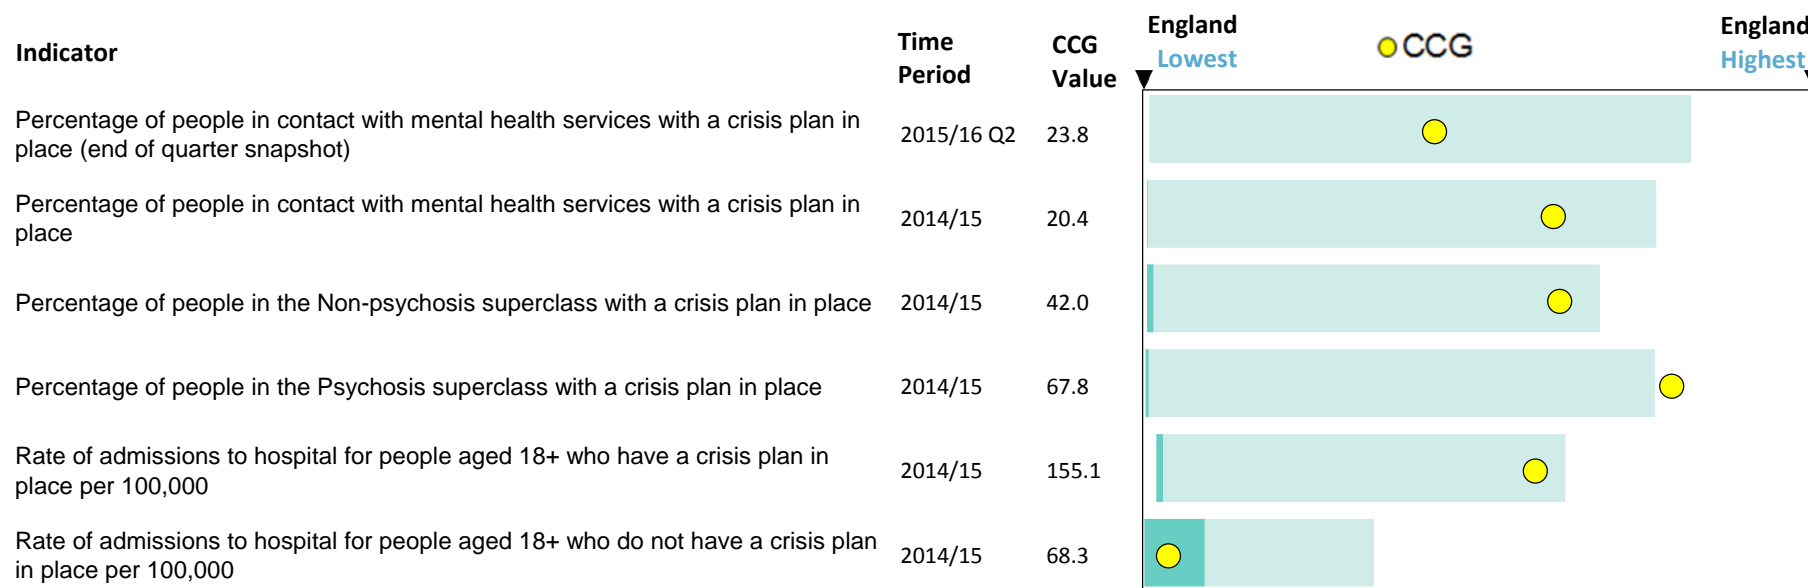 Indicator
Time
Period
CCG
Value
England
Lowest
CCG
England
Highest
Percentage of people in contact with mental health services with a crisis plan in
place (end of quarter snapshot)
2015/16 Q2
23.8
Percentage of people in contact with mental health services with a crisis plan in
place
2014/15
20.4
Percentage of people in the Non-psychosis superclass with a crisis plan in place
2014/15
42.0
Percentage of people in the Psychosis superclass with a crisis plan in place
2014/15
67.8
Rate of admissions to hospital for people aged 18+ who have a crisis plan in
place per 100,000
2014/15
155.1
Rate of admissions to hospital for people aged 18+ who do not have a crisis plan
in place per 100,000
2014/15
68.3